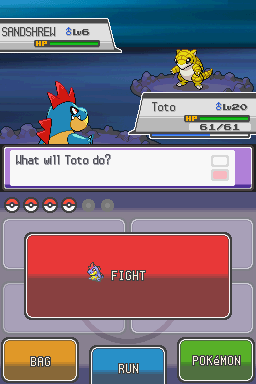 SANDSHREW ♂Lv6
HP
Toto ♂Lv20
HP
61/61
What will Toto do?
FIGHT
BAG
RUN
POKéMON